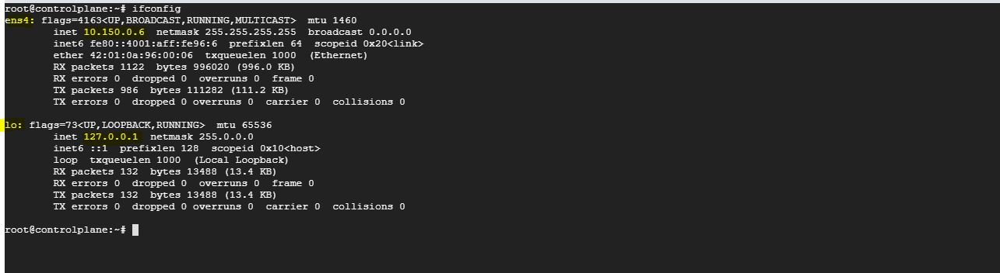 root@controlplane:~# ifconfig
ens4: flags=4163<UP,BROADCAST,RUNNING,MULTICAST>  mtu 1460
        inet 10.150.0.6  netmask 255.255.255.255  broadcast 0.0.0.0
        inet6 fe80::4001:aff:fe96:6  prefixlen 64  scopeid 0x20<link>
        ether 42:01:0a:96:00:06  txqueuelen 1000  (Ethernet)
        RX packets 1122  bytes 996020 (996.0 KB)
        RX errors 0  dropped 0  overruns 0  frame 0
        TX packets 986  bytes 111282 (111.2 KB)
        TX errors 0  dropped 0 overruns 0  carrier 0  collisions 0
lo: flags=73<UP,LOOPBACK,RUNNING>  mtu 65536
        inet 127.0.0.1  netmask 255.0.0.0
        inet6 ::1  prefixlen 128  scopeid 0x10<host>
        loop  txqueuelen 1000  (Local Loopback)
        RX packets 132  bytes 13488 (13.4 KB)
        RX errors 0  dropped 0  overruns 0  frame 0
        TX packets 132  bytes 13488 (13.4 KB)
        TX errors 0  dropped 0 overruns 0  carrier 0  collisions 0
root@controlplane:~#